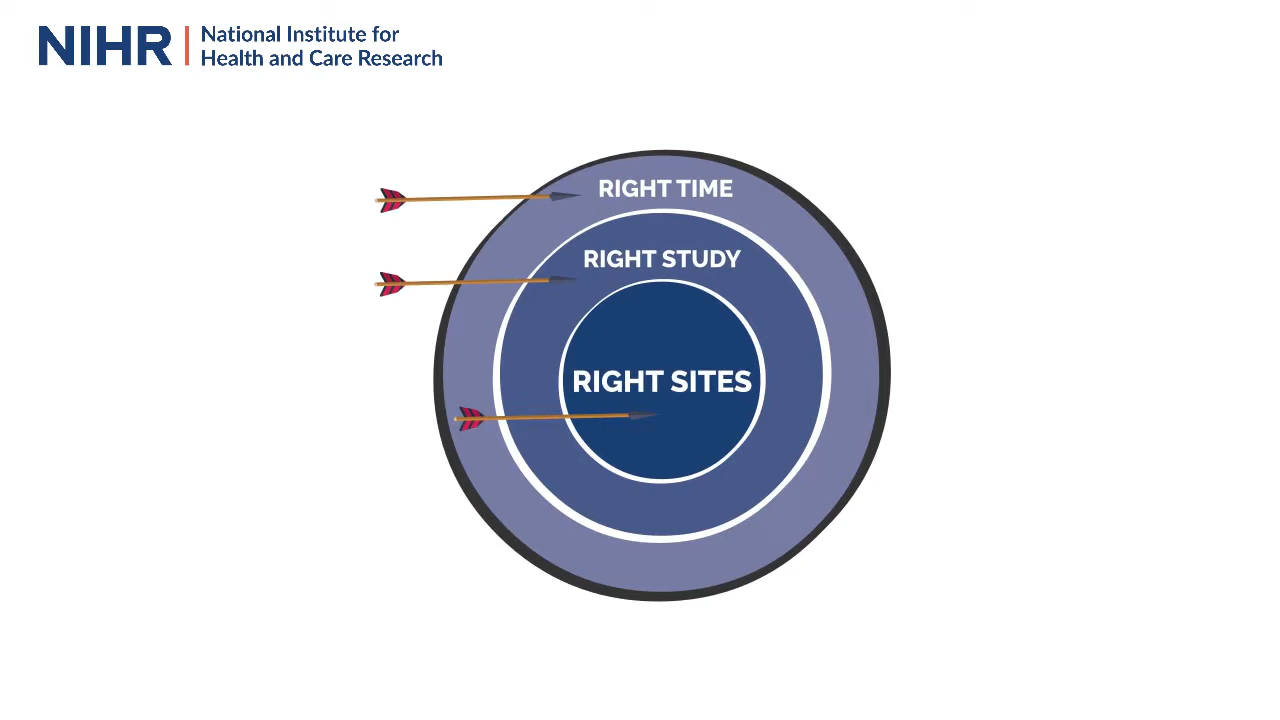 NIHR
National Institute for
Health and Care Research
RIGHT TIME
RIGHT STUDY
RIGHT SITES